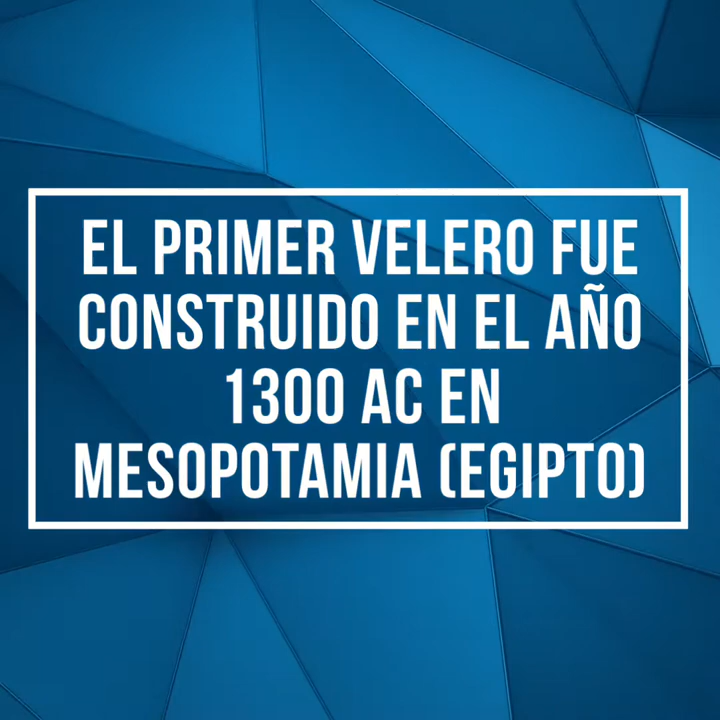 EL PRIMER VELERO FUE
CONSTRUIDO EN EL AÑO
1300 AC EN
MESOPOTAMIA (EGIPTO)